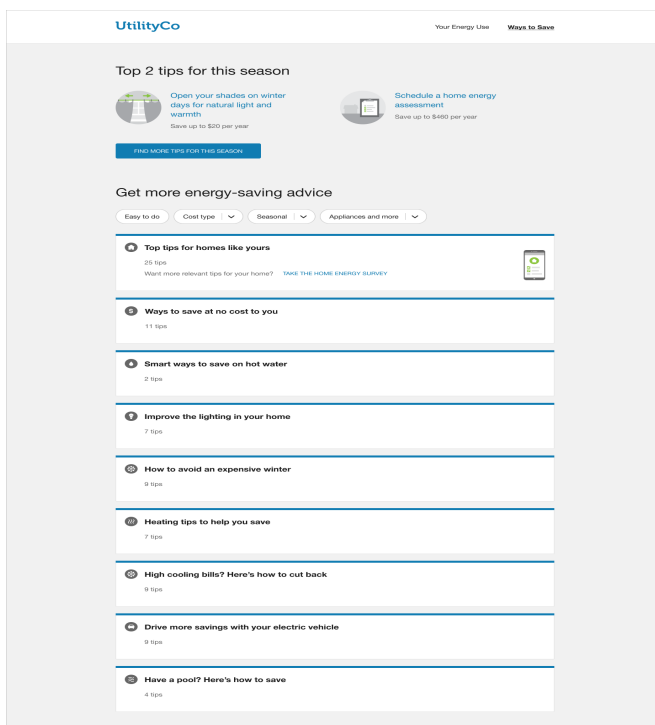 UtilityCo
Your Energy Use
Ways to Save
Top 2 tips for this season
Open your shades on winter
days for natural light and
warmth
Save up to $20 per year
Schedule a home energy
assessment
Save up to $460 per year
FIND MORE TIPS FOR THIS SEASON
Get more energy-saving advice
Easy to do
Cost type
Seasonal
Appliances and more
Top tips for homes like yours
25 tips
Want more relevant tips for your home? TAKE THE HOME ENERGY SURVEY
Ways to save at no cost to you
11 tips
Smart ways to save on hot water
2 tips
Improve the lighting in your home
7 tips
How to avoid an expensive winter
9 tips
Heating tips to help you save
7 tips
High cooling bills? Here's how to cut back
9 tips
Drive more savings with your electric vehicle
9 tips
Have a pool? Here's how to save
4 tips